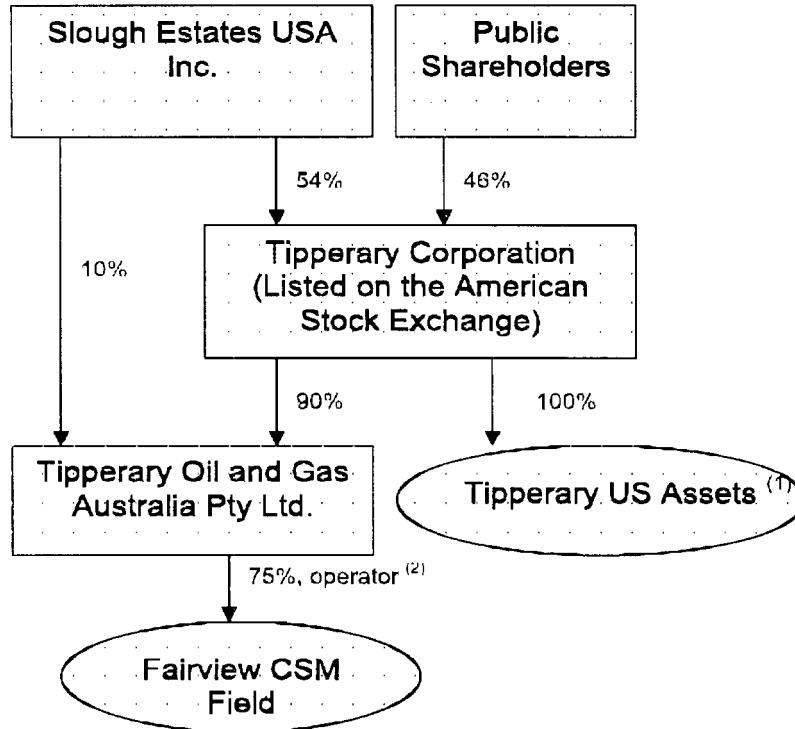 Slough Estates USA
Inc.
Public
Shareholders
54%
46%
10%
Tipperary Corporation
(Listed on the American
Stock Exchange)
90%
100%
Tipperary Oil and Gas
Australia Pty Ltd.
Tipperary US Assets (1)
75%, operator (2)
Fairview CSM
Field